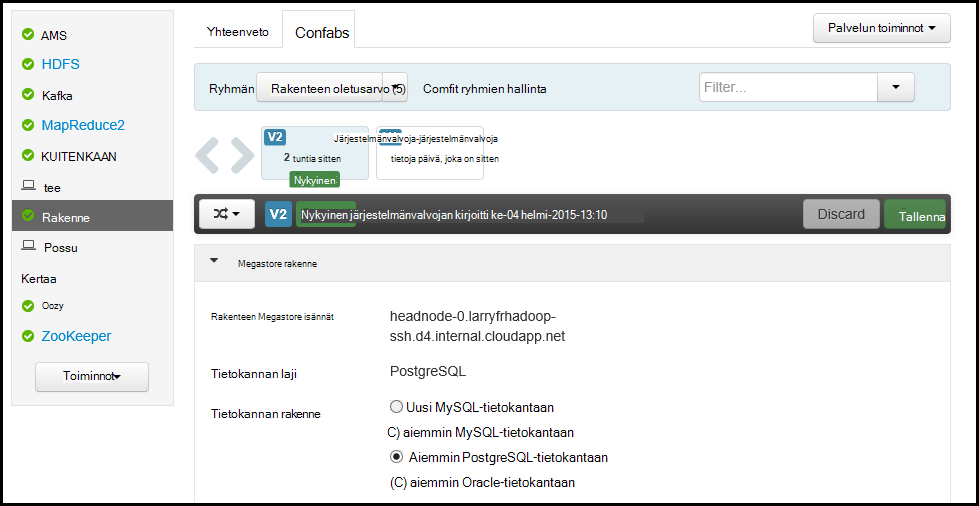 AMS
HDFS
Kafka
MapReduce2
KUITENKAAN
tee
Rakenne
Possu
Kertaa
Oozy
ZooKeeper
Toiminnot
Yhteenveto
Confabs
Palvelun toiminnot
Ryhmän Rakenteen oletusarvo (5) Comfit ryhmien hallinta Filter...
V2 Järjestelmänvalvoja-järjestelmänvalvoja
2 tuntia sitten tietoja päivä, joka on sitten
Nykyinen
V2 Nykyinen järjestelmänvalvojan kirjoitti ke-04 helmi-2015-13:10 Discard Tallenna
Megastore rakenne
Rakenteen Megastore isännät headnode-0.larryfrhadoop-
ssh.d4.internal.cloudapp.net
Tietokannan laji PostgreSQL
Tietokannan rakenne Uusi MySQL-tietokantaan
C) aiemmin MySQL-tietokantaan
Aiemmin PostgreSQL-tietokantaan
(C) aiemmin Oracle-tietokantaan